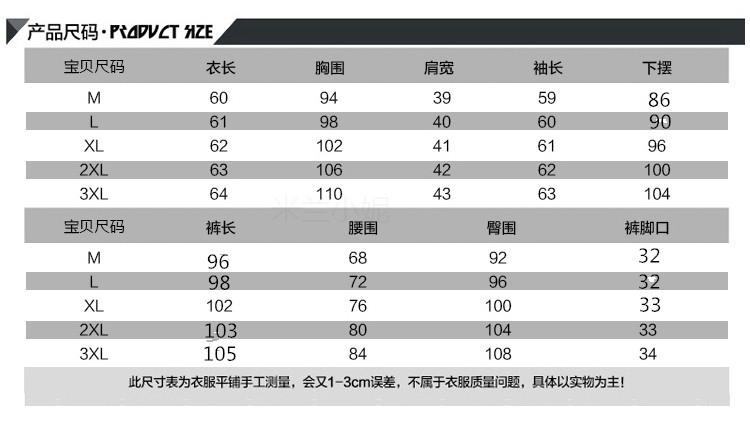 产品尺码·PRODUCT SIZE
宝贝尺码 衣长 胸围 肩宽 袖长 下摆
M 60 94 39 59 86
L 61 98 40 60 90
XL 62 102 41 61 96
2XL 63 106 42 62 100
3XL 64 110 43 63 104
米兰小妮
宝贝尺码 裤长 腰围 臀围 裤脚口
M 96 68 92 32
L 98 72 96 32
XL 102 76 100 33
2XL 103 80 104 33
3XL 105 84 108 34
此尺寸表为衣服平铺手工测量，会又1-3cm误差，不属于衣服质量问题，具体以实物为主！